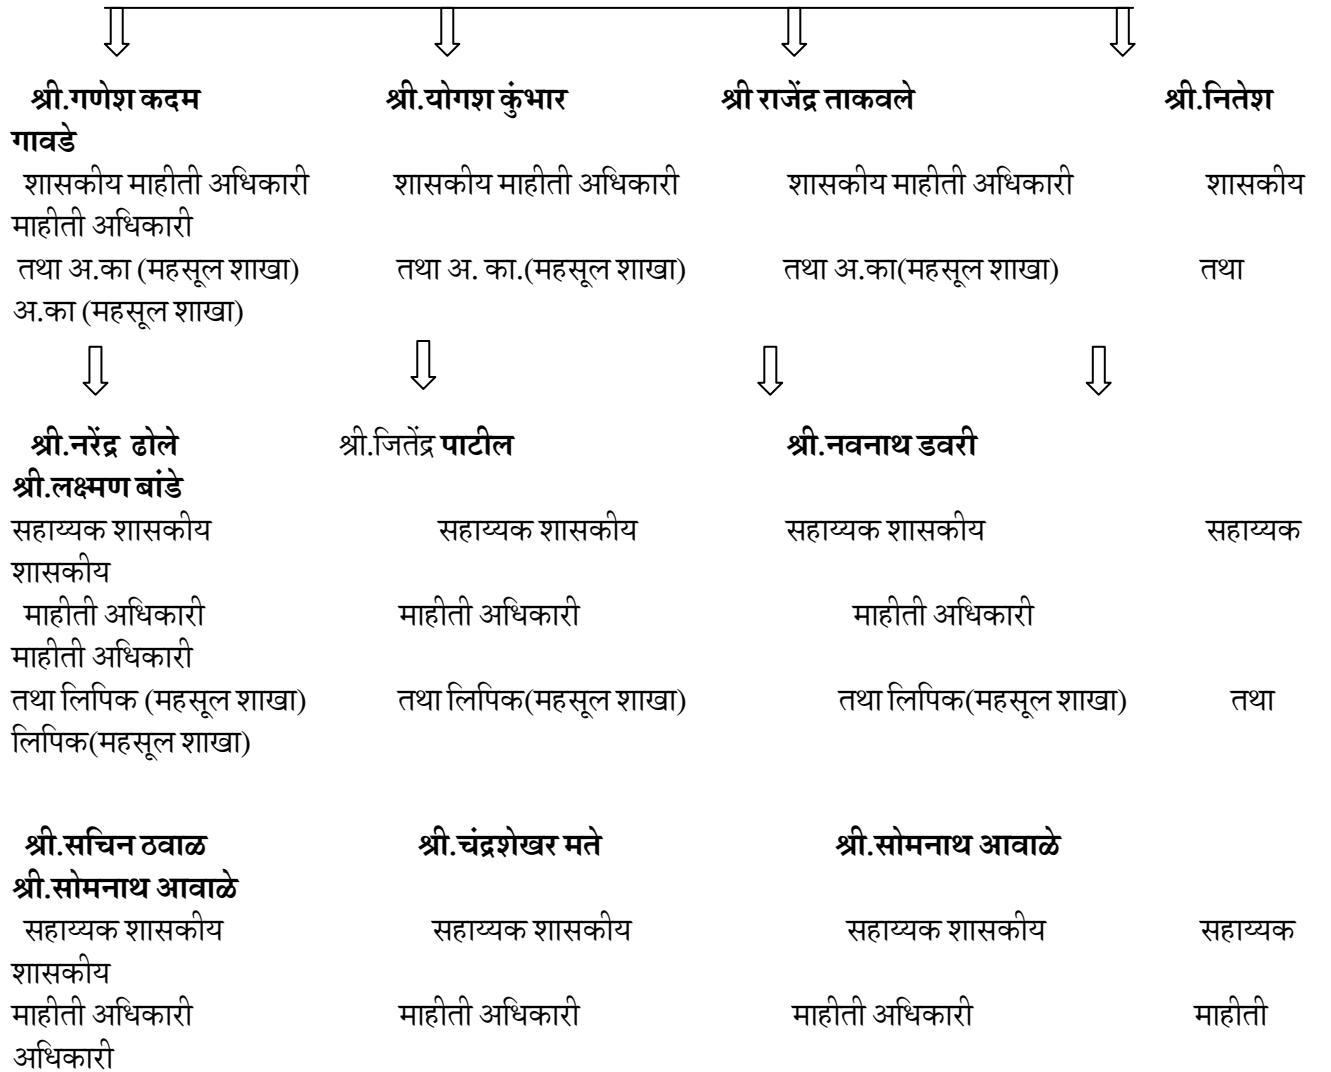 श्री.गणेश कदम श्री.योगश कुंभार श्री राजेंद्र ताकवले श्री.नितेश
गावडे
शासकीय माहीती अधिकारी शासकीय माहीती अधिकारी शासकीय माहीती अधिकारी शासकीय
माहीती अधिकारी
तथा अ.का (महसूल शाखा) तथा अ. का.(महसूल शाखा) तथा अ.का(महसूल शाखा) तथा
अ.का (महसूल शाखा)
श्री.नरेंद्र ढोले श्री.जितेंद्र पाटील श्री.नवनाथ डवरी
श्री.लक्ष्मण बांडे
सहाय्यक शासकीय सहाय्यक शासकीय सहाय्यक शासकीय सहाय्यक
शासकीय
माहीती अधिकारी माहीती अधिकारी माहीती अधिकारी
माहीती अधिकारी
तथा लिपिक (महसूल शाखा) तथा लिपिक(महसूल शाखा) तथा लिपिक(महसूल शाखा) तथा
लिपिक(महसूल शाखा)
श्री.सचिन ठवाळ श्री.चंद्रशेखर मते श्री.सोमनाथ आवाळे
श्री.सोमनाथ आवाळे
सहाय्यक शासकीय सहाय्यक शासकीय सहाय्यक शासकीय सहाय्यक
शासकीय
माहीती अधिकारी माहीती अधिकारी माहीती अधिकारी माहीती
अधिकारी